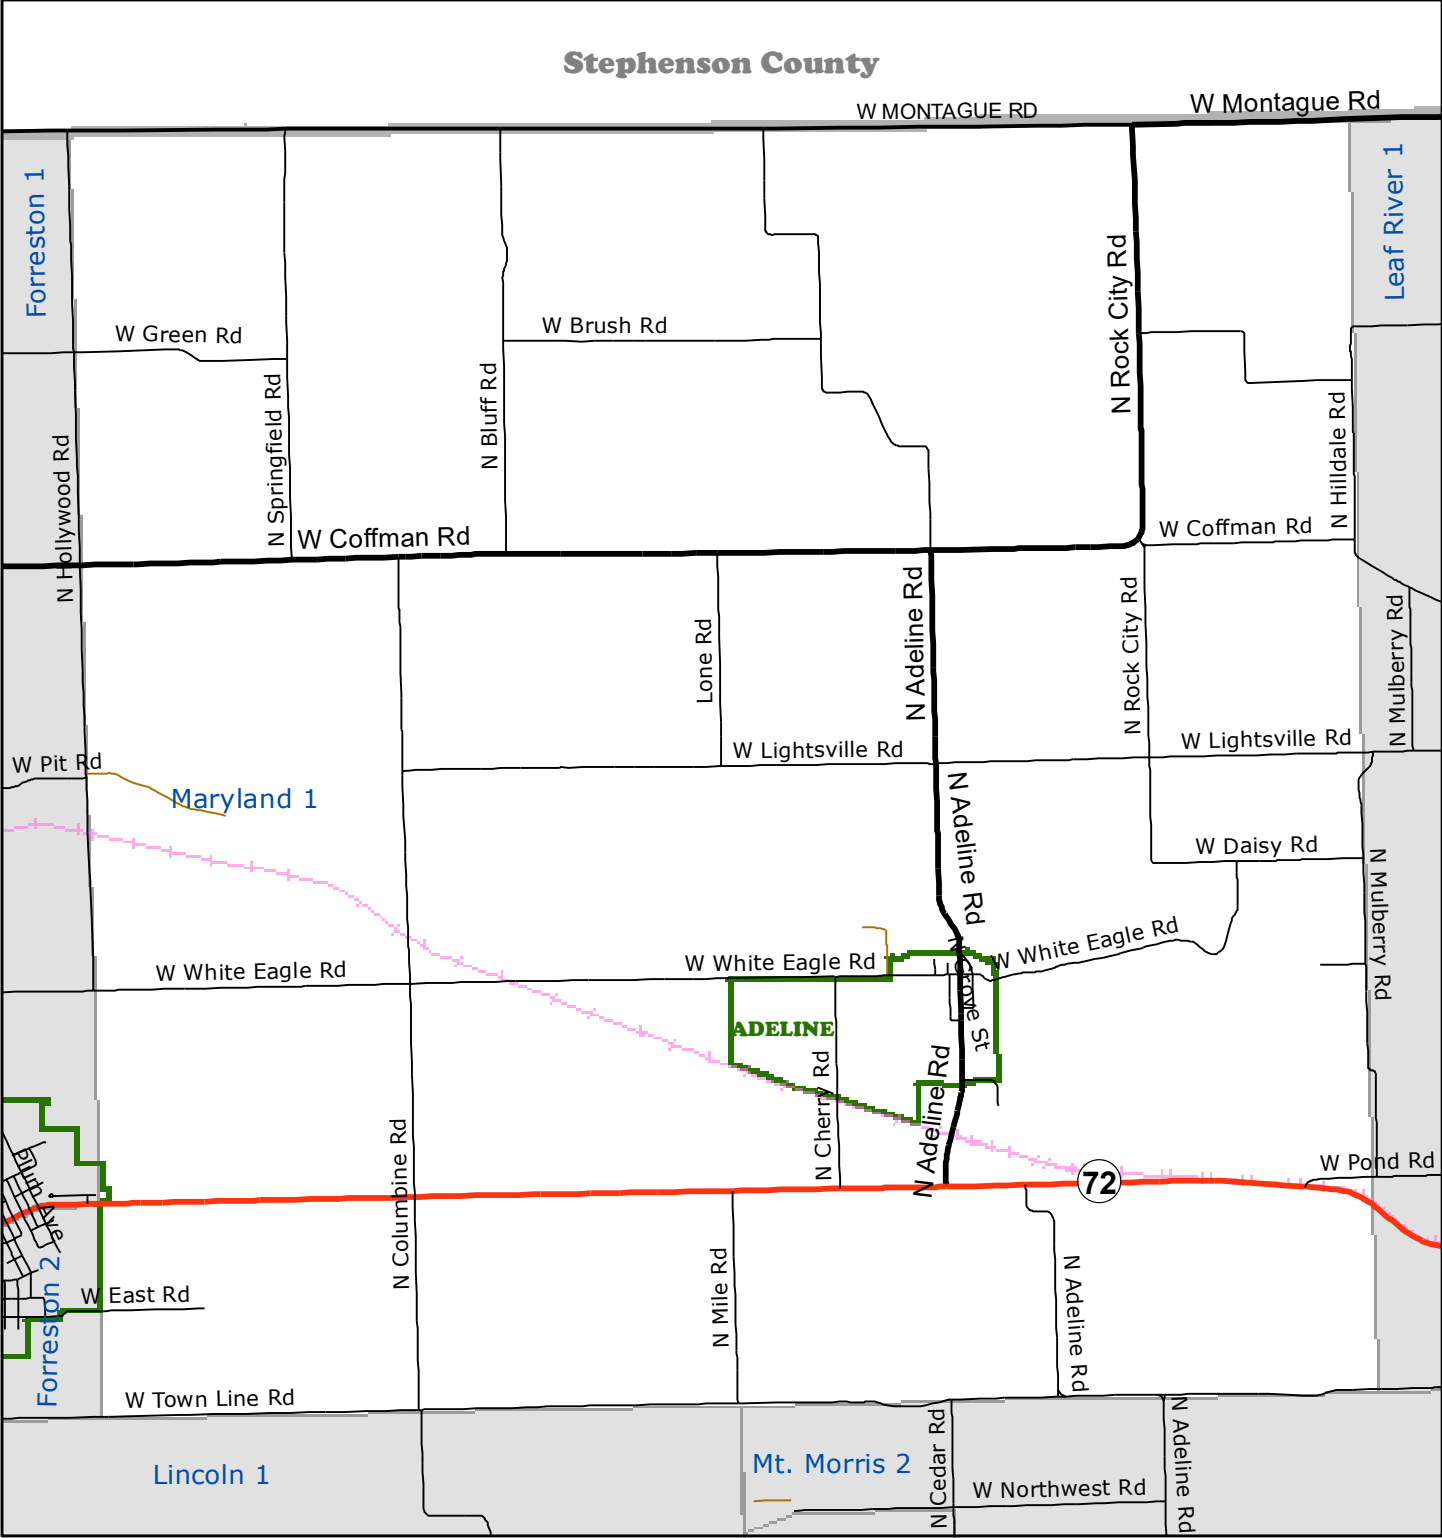 Stephenson County
W MONTAGUE RD
W Montague Rd
Forreston 1
Leaf River 1
N Rock City Rd
W Green Rd
W Brush Rd
N Springfield Rd
N Bluff Rd
N Hilldale Rd
N Hollywood Rd
W Coffman Rd
W Coffman Rd
N Adeline Rd
N Rock City Rd
Lone Rd
N Mulberry Rd
W Lightsville Rd
W Lightsville Rd
W Pit Rd
Maryland 1
N Adeline Rd
W Daisy Rd
N Mulberry Rd
W White Eagle Rd
W White Eagle Rd
W White Eagle Rd
N Grove St
ADELINE
N Cherry Rd
N Adeline Rd
Plum Ave
N Columbine Rd
72
W Pond Rd
N Mile Rd
N Adeline Rd
W East Rd
Forreston 2
W Town Line Rd
Lincoln 1
Mt. Morris 2
N Cedar Rd
W Northwest Rd
N Adeline Rd